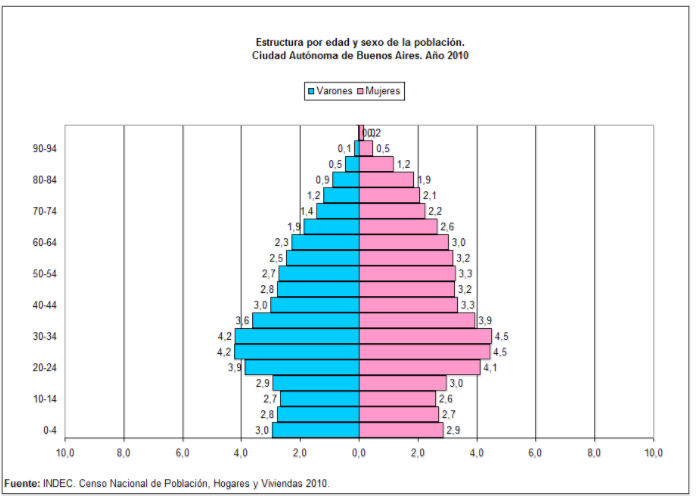 Estructura por edad y sexo de la población.
Ciudad Autónoma de Buenos Aires. Año 2010
Varones Mujeres
0,0 0,2
90-94 0,1 0,5
0,5 1,2
80-84 0,9 1,9
1,2 2,1
70-74 1,4 2,2
1,9 2,6
60-64 2,3 3,0
2,5 3,2
50-54 2,7 3,3
2,8 3,2
40-44 3,0 3,3
3,6 3,9
30-34 4,2 4,5
4,2 4,5
20-24 3,9 4,1
2,9 3,0
10-14 2,7 2,6
2,8 2,7
0-4 3,0 2,9
10,0 8,0 6,0 4,0 2,0 0,0 2,0 4,0 6,0 8,0 10,0
Fuente: INDEC. Censo Nacional de Población, Hogares y Viviendas 2010.